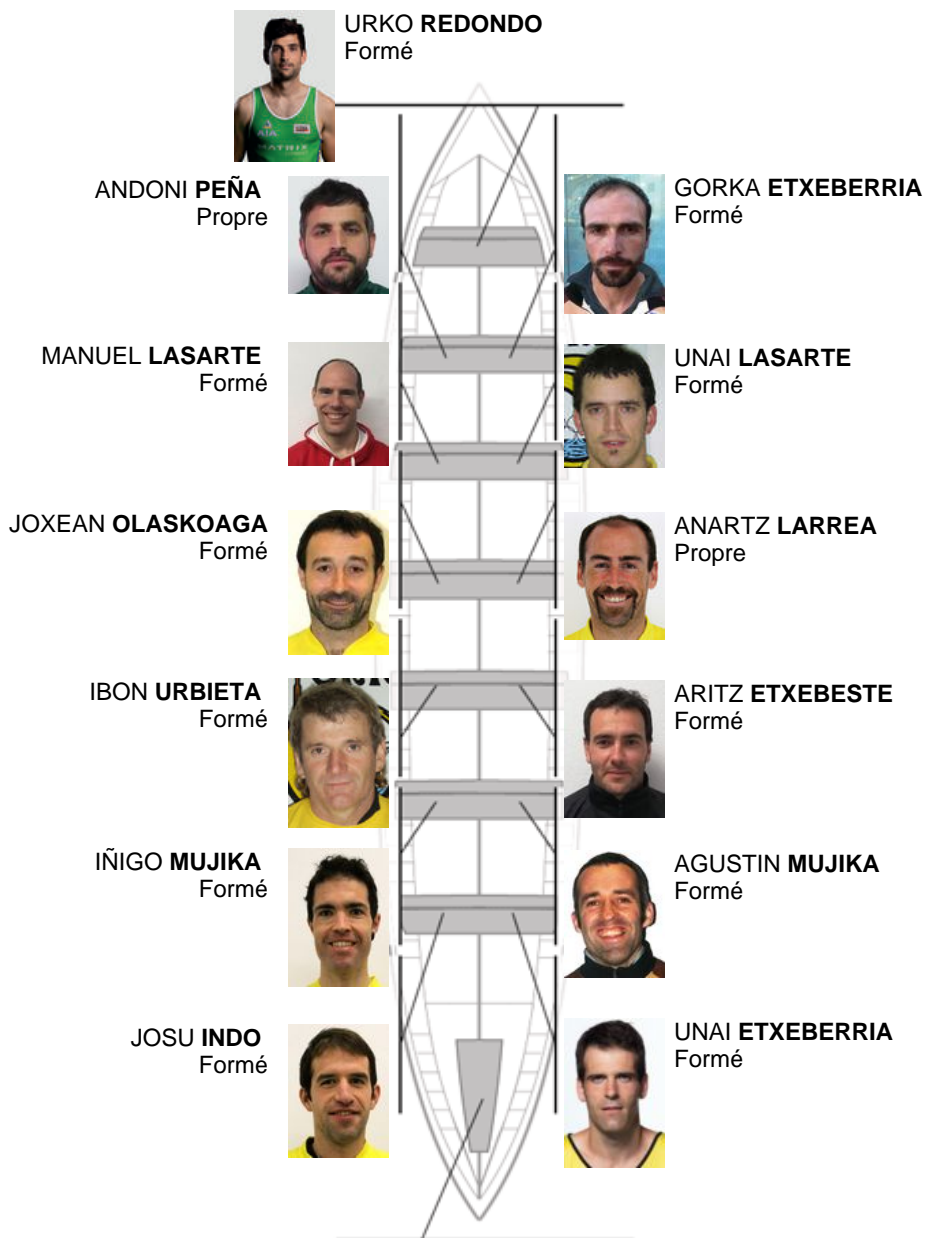 URKO REDONDO
Formé
MATRIX
ANDONI PEÑA
Propre
GORKA ETXEBERRIA
Formé
MANUEL LASARTE
Formé
UNAI LASARTE
Formé
JOXEAN OLASKOAGA
Formé
ANARTZ LARREA
Propre
IBON URBIETA
Formé
ARITZ ETXEBESTE
Formé
IÑIGO MUJIKA
Formé
AGUSTIN MUJIKA
Formé
JOSU INDO
Formé
UNAI ETXEBERRIA
Formé